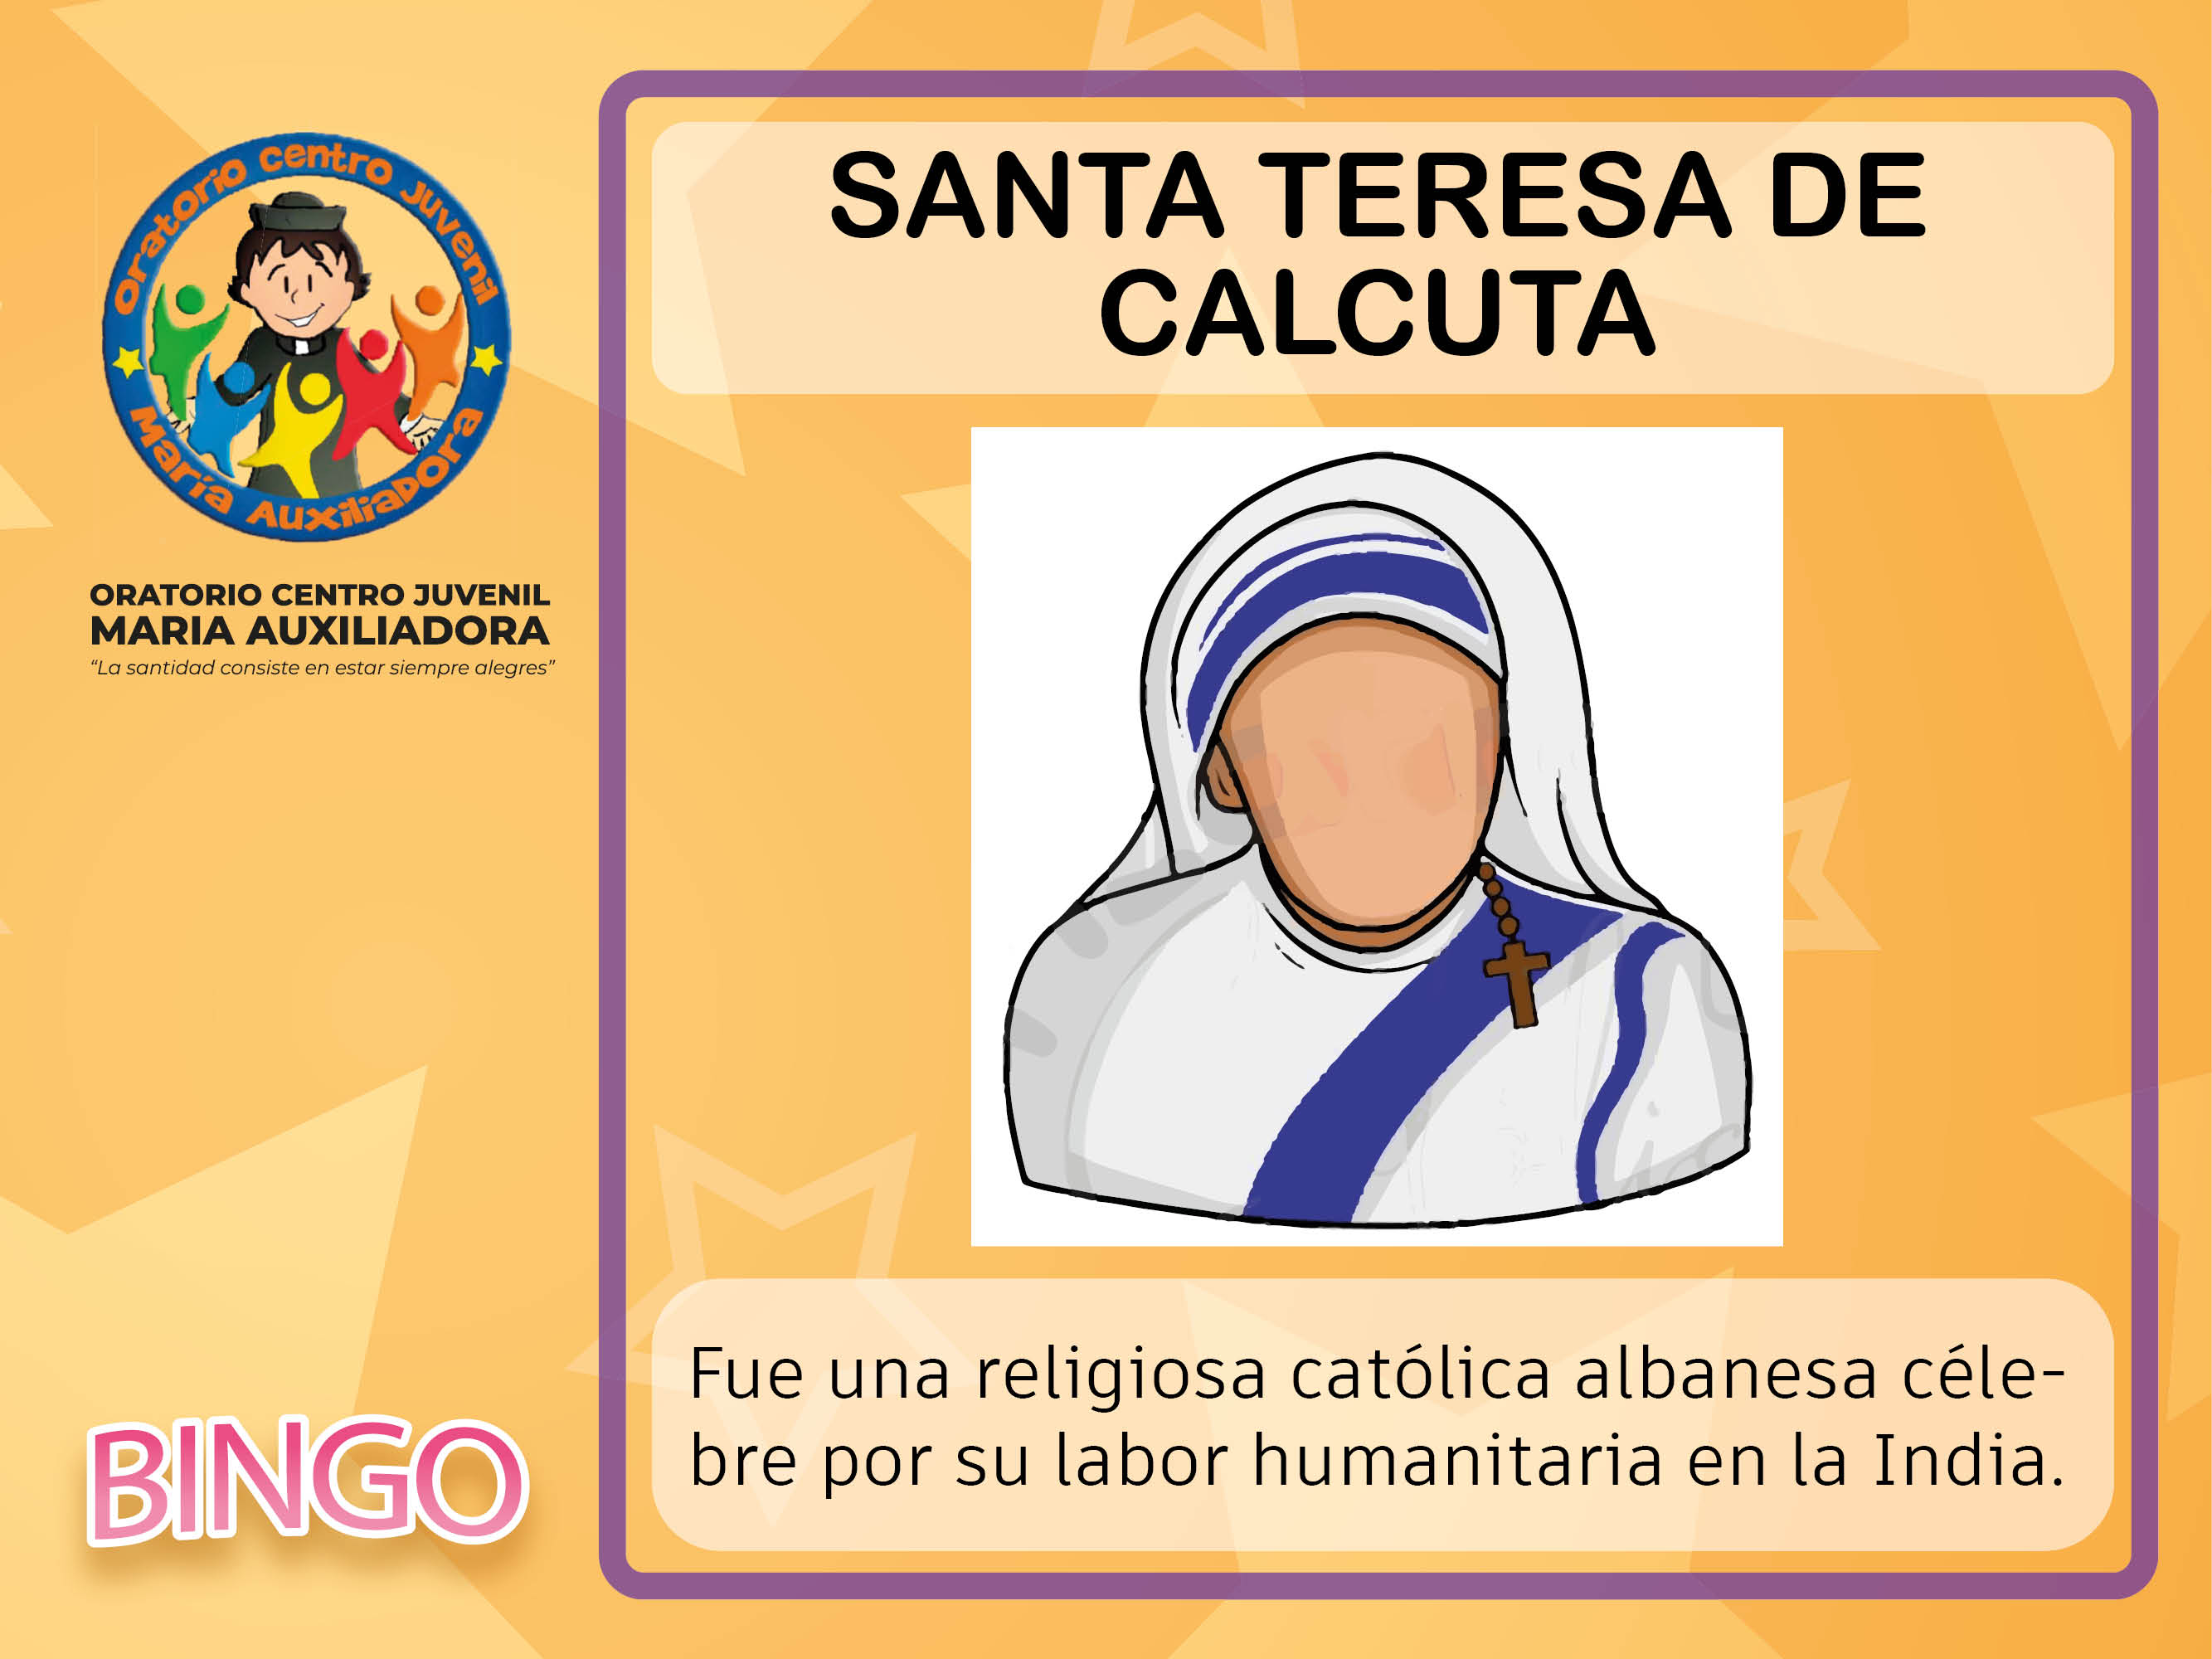 Oratorio Centro Juvenil
María Auxiliadora
ORATORIO CENTRO JUVENIL
MARIA AUXILIADORA
“La santidad consiste en estar siempre alegres”
SANTA TERESA DE
CALCUTA
Fue una religiosa católica albanesa céle-
bre por su labor humanitaria en la India.
BINGO